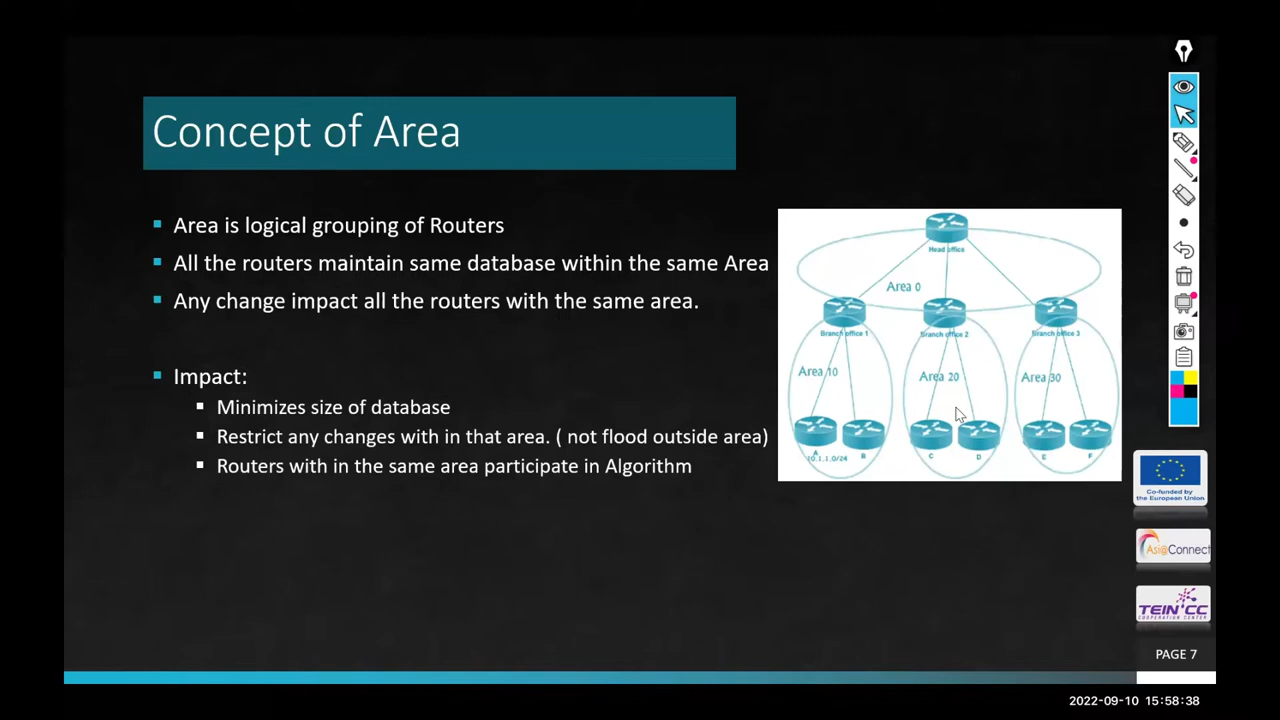 Concept of Area
Area is logical grouping of Routers
All the routers maintain same database within the same Area
Any change impact all the routers with the same area.
Impact:
Minimizes size of database
Restrict any changes with in that area. ( not flood outside area)
Routers with in the same area participate in Algorithm
Head office
Area 0
Branch office 1
Branch office 2
Branch office 3
Area 10
Area 20
Area 30
A
B
C
D
E
F
10.1.1.0/24
Co-funded by
the European Union
Asi@Connect
TEIN*CC
COOPERATION CENTER
PAGE 7
2022-09-10 15:58:38